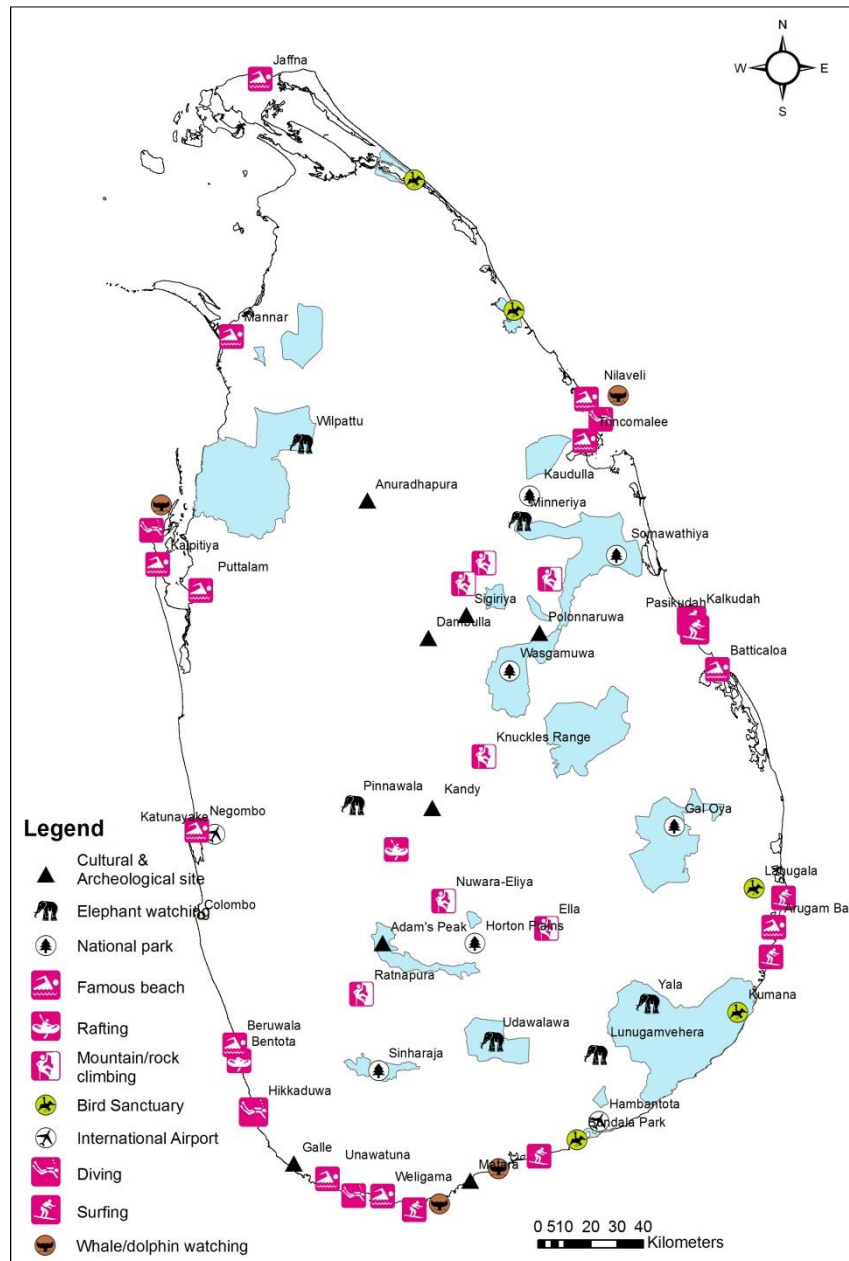 N
W
E
S
Jaffna
Mannar
Nilaveli
Trincomalee
Wilpattu
Kaudulla
Anuradhapura
Minneriya
Somawathiya
Kalpitiya
Puttalam
Sigiriya
Pasikudah
Kalkudah
Dambulla
Polonnaruwa
Wasgamuwa
Batticaloa
Knuckles Range
Pinnawala
Kandy
Katunayake
Negombo
Gal Oya
Nuwara-Eliya
Lahugala
Colombo
Ella
Arugam Ba
Adam's Peak
Horton Plains
Ratnapura
Yala
Kumana
Udawalawa
Lunugamvehera
Beruwala
Bentota
Sinharaja
Hikkaduwa
Hambantota
Bundala Park
Galle
Unawatuna
Weligama
Matara
Legend
Cultural &
Archeological site
Elephant watching
National park
Famous beach
Rafting
Mountain/rock
climbing
Bird Sanctuary
International Airport
Diving
Surfing
Whale/dolphin watching
0 5 10 20 30 40
Kilometers